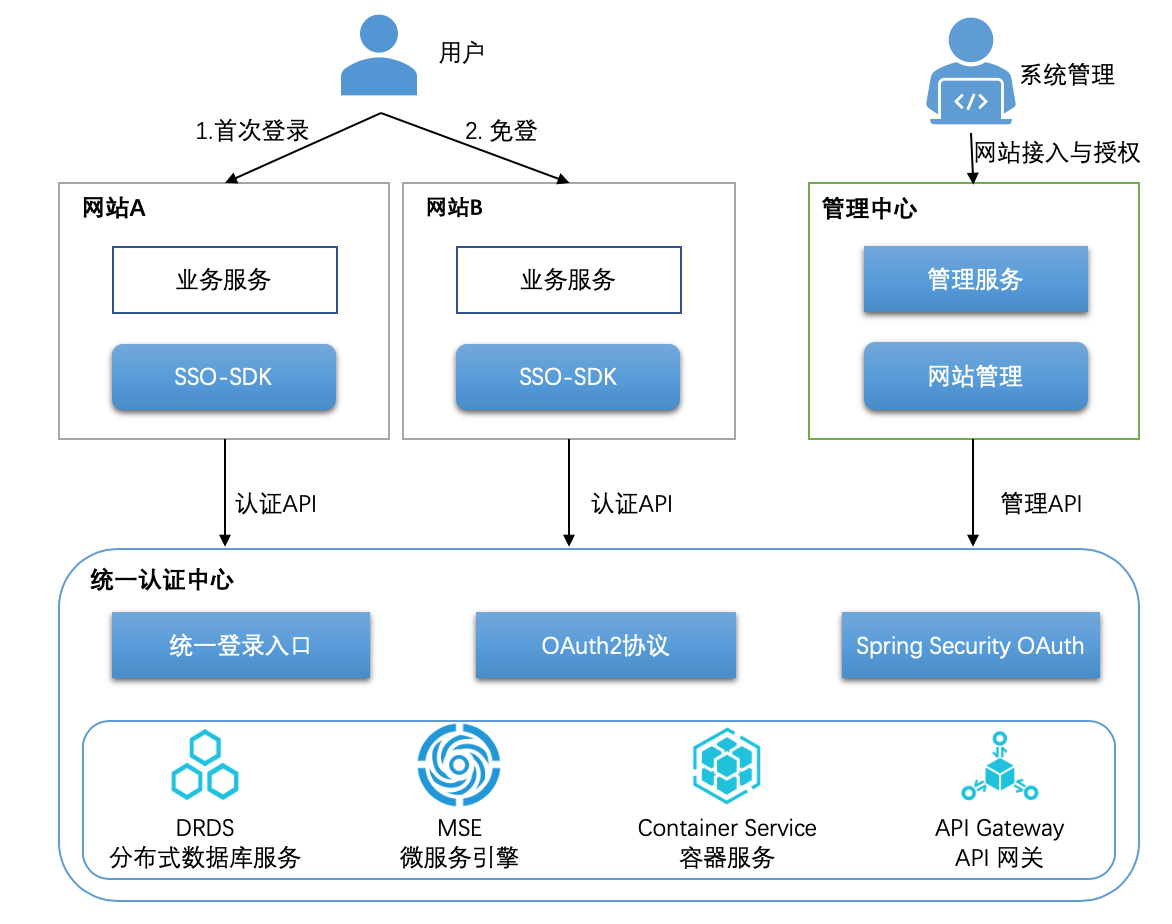 用户
系统管理
1.首次登录
2. 免登
网站接入与授权
网站A
网站B
管理中心
业务服务
业务服务
管理服务
SSO-SDK
SSO-SDK
网站管理
认证API
认证API
管理API
统一认证中心
统一登录入口
OAuth2协议
Spring Security OAuth
DRDS
分布式数据库服务
MSE
微服务引擎
Container Service
容器服务
API Gateway
API 网关